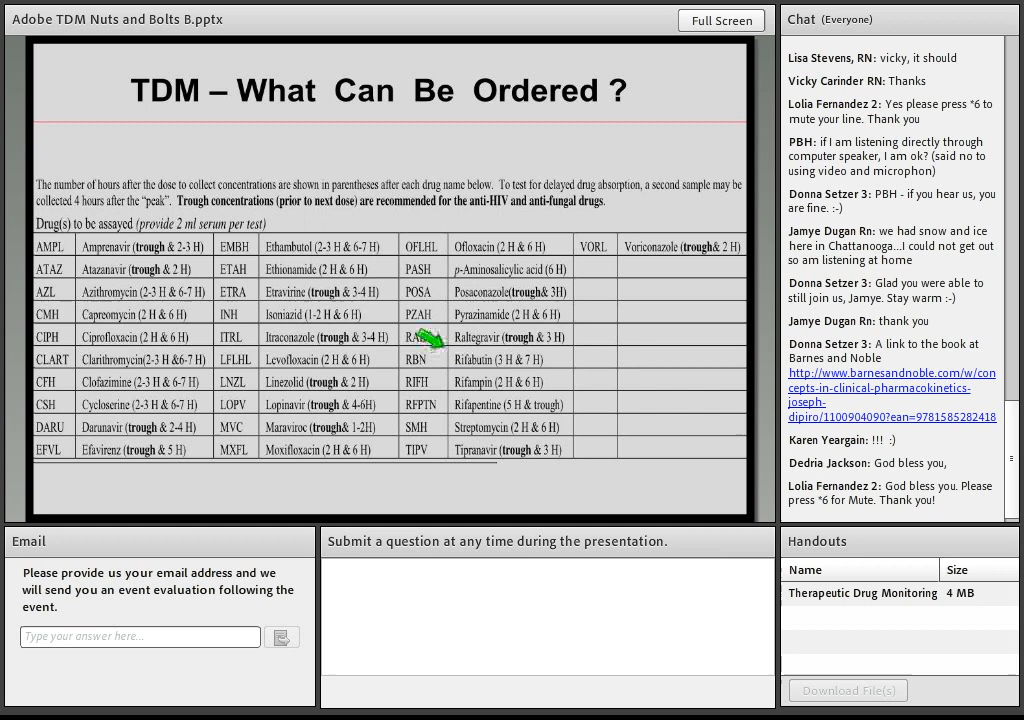 Adobe TDM Nuts and Bolts B.pptx
Full Screen
TDM – What Can Be Ordered ?
The number of hours after the dose to collect concentrations are shown in parentheses after each drug name below. To test for delayed drug absorption, a second sample may be
collected 4 hours after the “peak”. Trough concentrations (prior to next dose) are recommended for the anti-HIV and anti-fungal drugs.
Drug(s) to be assayed (provide 2 ml serum per test)
AMPL Amprenavir (trough & 2-3 H) EMBH Ethambutol (2-3 H & 6-7 H) OFLHL Ofloxacin (2 H & 6 H) VORL Voriconazole (trough& 2 H)
ATAZ Atazanavir (trough & 2 H) ETAH Ethionamide (2 H & 6 H) PASH p-Aminosalicylic acid (6 H)
AZL Azithromycin (2-3 H & 6-7 H) ETRA Etravirine (trough & 3-4 H) POSA Posaconazole(trough& 3H)
CMH Capreomycin (2 H & 6 H) INH Isoniazid (1-2 H & 6 H) PZAH Pyrazinamide (2 H & 6 H)
CIPH Ciprofloxacin (2 H & 6 H) ITRL Itraconazole (trough & 3-4 H) Raltegravir (trough & 3 H)
CLART Clarithromycin(2-3 H &6-7 H) LFLHL Levofloxacin (2 H & 6 H) RBN Rifabutin (3 H & 7 H)
CFH Clofazimine (2-3 H & 6-7 H) LNZL Linezolid (trough & 2 H) RIFH Rifampin (2 H & 6 H)
CSH Cycloserine (2-3 H & 6-7 H) LOPV Lopinavir (trough & 4-6H) RFPTN Rifapentine (5 H & trough)
DARU Darunavir (trough & 2-4 H) MVC Maraviroc (trough& 1-2H) SMH Streptomycin (2 H & 6 H)
EFVL Efavirenz (trough & 5 H) MXFL Moxifloxacin (2 H & 6 H) TIPV Tipranavir (trough & 3 H)
Chat (Everyone)
Lisa Stevens, RN: vicky, it should
Vicky Carinder RN: Thanks
Lolia Fernandez 2: Yes please press *6 to
mute your line. Thank you
PBH: if I am listening directly through
computer speaker, I am ok? (said no to
using video and microphon)
Donna Setzer 3: PBH - if you hear us, you
are fine. :-)
Jamye Dugan Rn: we had snow and ice
here in Chattanooga...I could not get out
so am listening at home
Donna Setzer 3: Glad you were able to
still join us, Jamye. Stay warm :-)
Jamye Dugan Rn: thank you
Donna Setzer 3: A link to the book at
Barnes and Noble
http://www.barnesandnoble.com/w/con
cepts-in-clinical-pharmacokinetics-
joseph-
dipiro/1100904090?ean=9781585282418
Karen Yeargain: !!! :)
Dedria Jackson: God bless you,
Lolia Fernandez 2: God bless you. Please
press *6 for Mute. Thank you!
Email
Please provide us your email address and we
will send you an event evaluation following the
event.
Type your answer here...
Submit a question at any time during the presentation.
Handouts
Name Size
Therapeutic Drug Monitoring 4 MB
Download File(s)